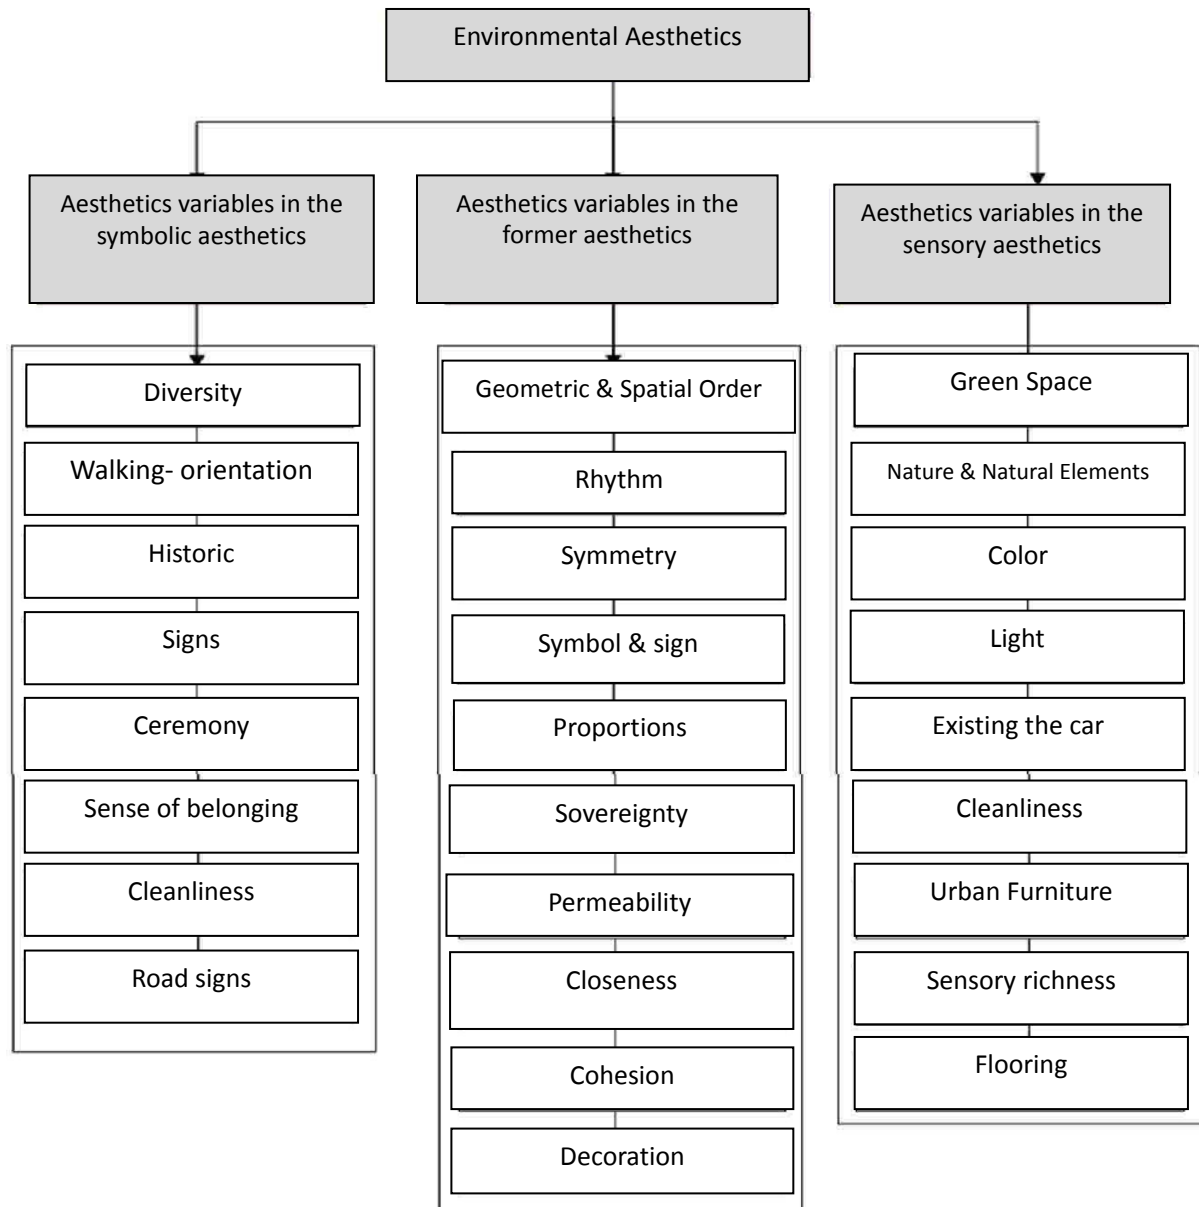 Environmental Aesthetics
Aesthetics variables in the
symbolic aesthetics
Aesthetics variables in the
former aesthetics
Aesthetics variables in the
sensory aesthetics
Diversity
Walking- orientation
Historic
Signs
Ceremony
Sense of belonging
Cleanliness
Road signs
Geometric & Spatial Order
Rhythm
Symmetry
Symbol & sign
Proportions
Sovereignty
Permeability
Closeness
Cohesion
Decoration
Green Space
Nature & Natural Elements
Color
Light
Existing the car
Cleanliness
Urban Furniture
Sensory richness
Flooring